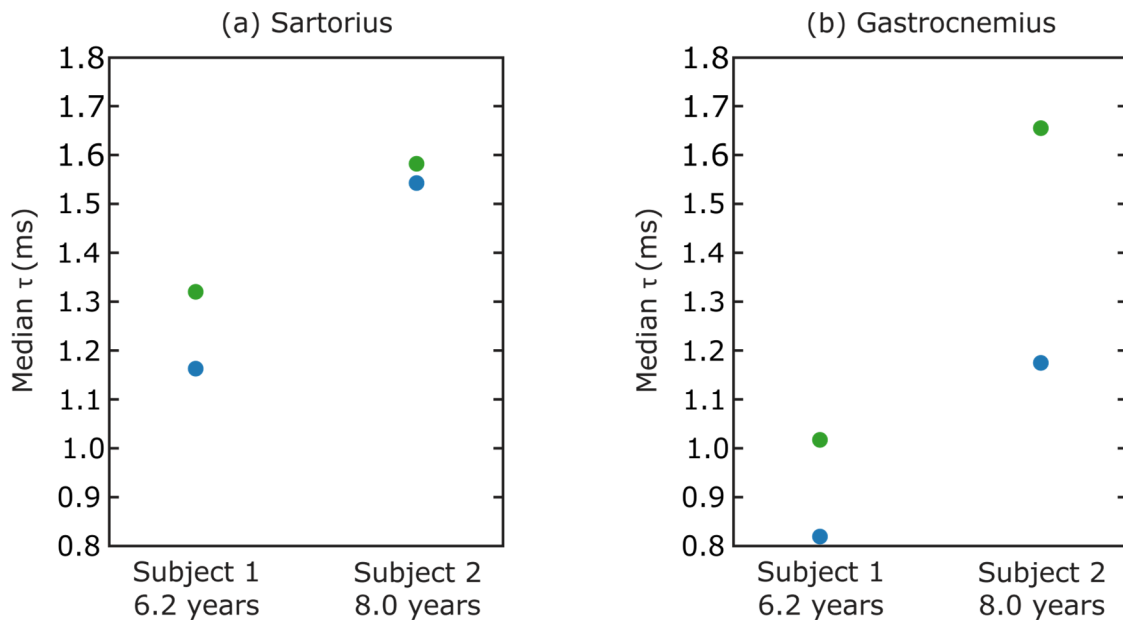 (a) Sartorius
Median τ (ms)
1.8
1.7
1.6
1.5
1.4
1.3
1.2
1.1
1.0
0.9
0.8
Subject 1
6.2 years
Subject 2
8.0 years
(b) Gastrocnemius
Median τ (ms)
1.8
1.7
1.6
1.5
1.4
1.3
1.2
1.1
1.0
0.9
0.8
Subject 1
6.2 years
Subject 2
8.0 years